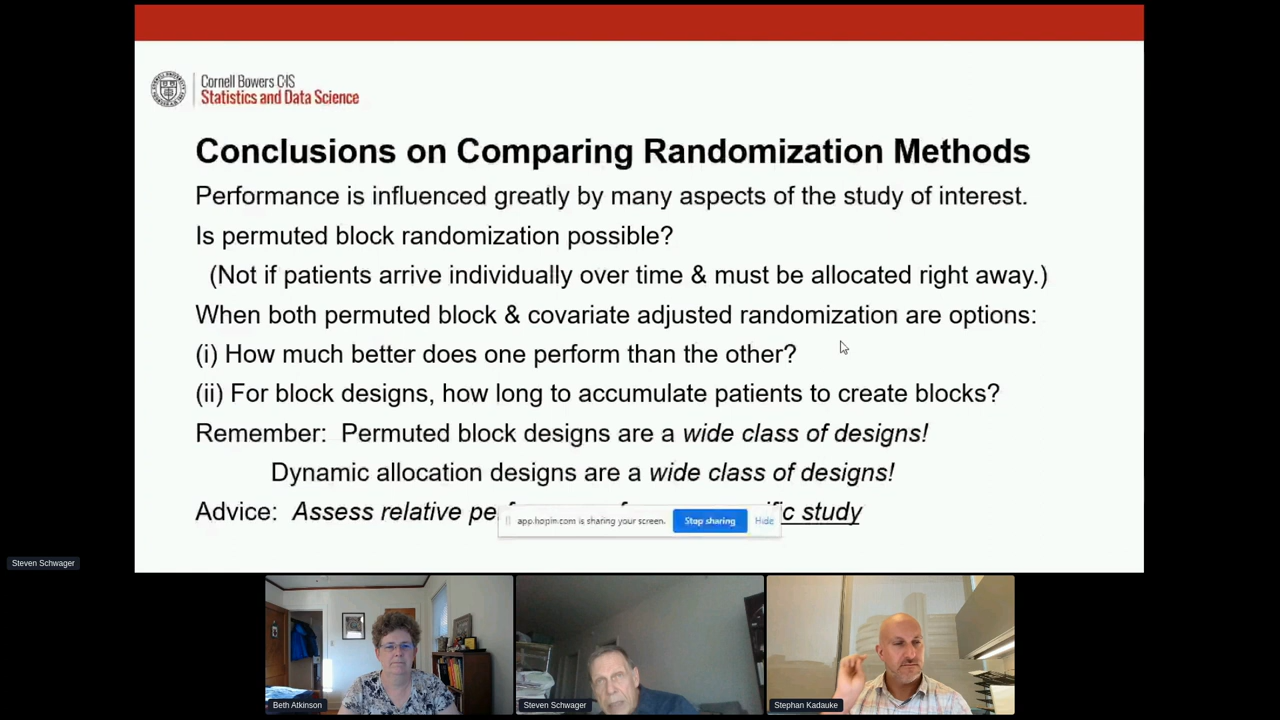 Cornell Bowers CIS
Statistics and Data Science
Conclusions on Comparing Randomization Methods
Performance is influenced greatly by many aspects of the study of interest.
Is permuted block randomization possible?
(Not if patients arrive individually over time & must be allocated right away.)
When both permuted block & covariate adjusted randomization are options:
(i) How much better does one perform than the other?
(ii) For block designs, how long to accumulate patients to create blocks?
Remember: Permuted block designs are a wide class of designs!
Dynamic allocation designs are a wide class of designs!
Advice: Assess relative study
app.hopin.com is sharing your screen. Stop sharing Hide
Steven Schwager
Beth Atkinson
Steven Schwager
Stephan Kadauke